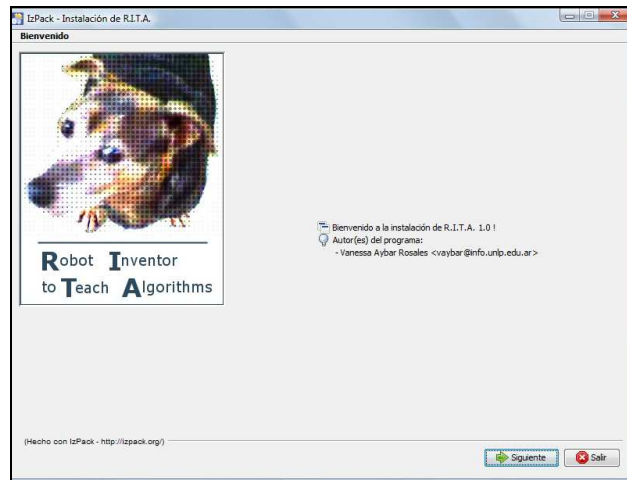 IzPack - Instalación de R.I.T.A.
Bienvenido
Robot Inventor
to Teach Algorithms
Bienvenido a la instalación de R.I.T.A. 1.0 !
Autor(es) del programa:
- Vanessa Aybar Rosales <vaybar@info.unlp.edu.ar>
(Hecho con IzPack - http://izpack.org/)
Siguiente
Salir